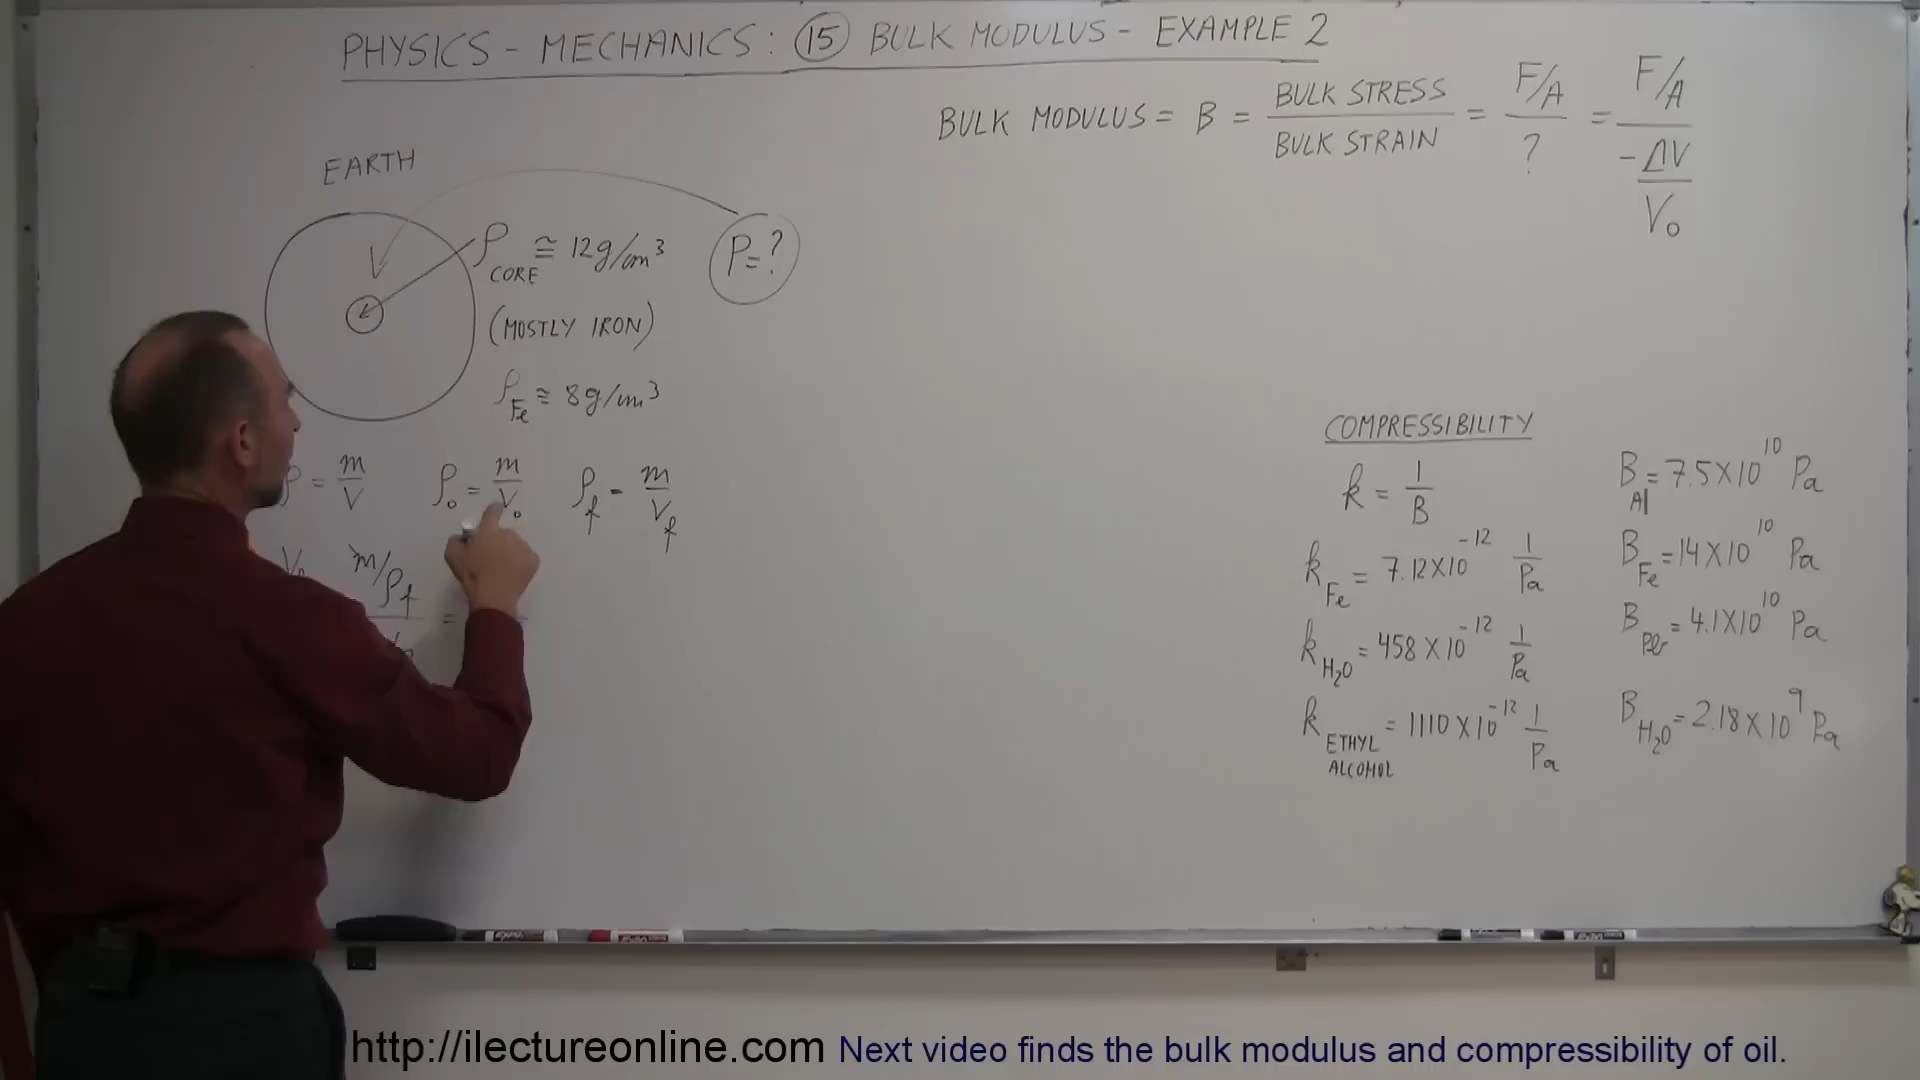 PHYSICS - MECHANICS: 15 BULK MODULUS - EXAMPLE 2
BULK MODULUS = B = BULK STRESS / BULK STRAIN = F/A / ? = F/A / -ΔV/V₀
EARTH
ρ CORE ≅ 12 g/cm³
P=?
(MOSTLY IRON)
ρ Fe ≅ 8 g/cm³
ρ = m/V ρ₀ = m/V₀ ρf = m/Vf
m/ρf =
COMPRESSIBILITY
k = 1/B
k Fe = 7.12 X 10⁻¹² 1/Pa
k H₂O = 458 X 10⁻¹² 1/Pa
k ETHYL ALCOHOL = 1110 X 10⁻¹² 1/Pa
B Al = 7.5 X 10¹⁰ Pa
B Fe = 14 X 10¹⁰ Pa
B Pb = 4.1 X 10¹⁰ Pa
B H₂O = 2.18 X 10⁹ Pa
http://ilectureonline.com Next video finds the bulk modulus and compressibility of oil.